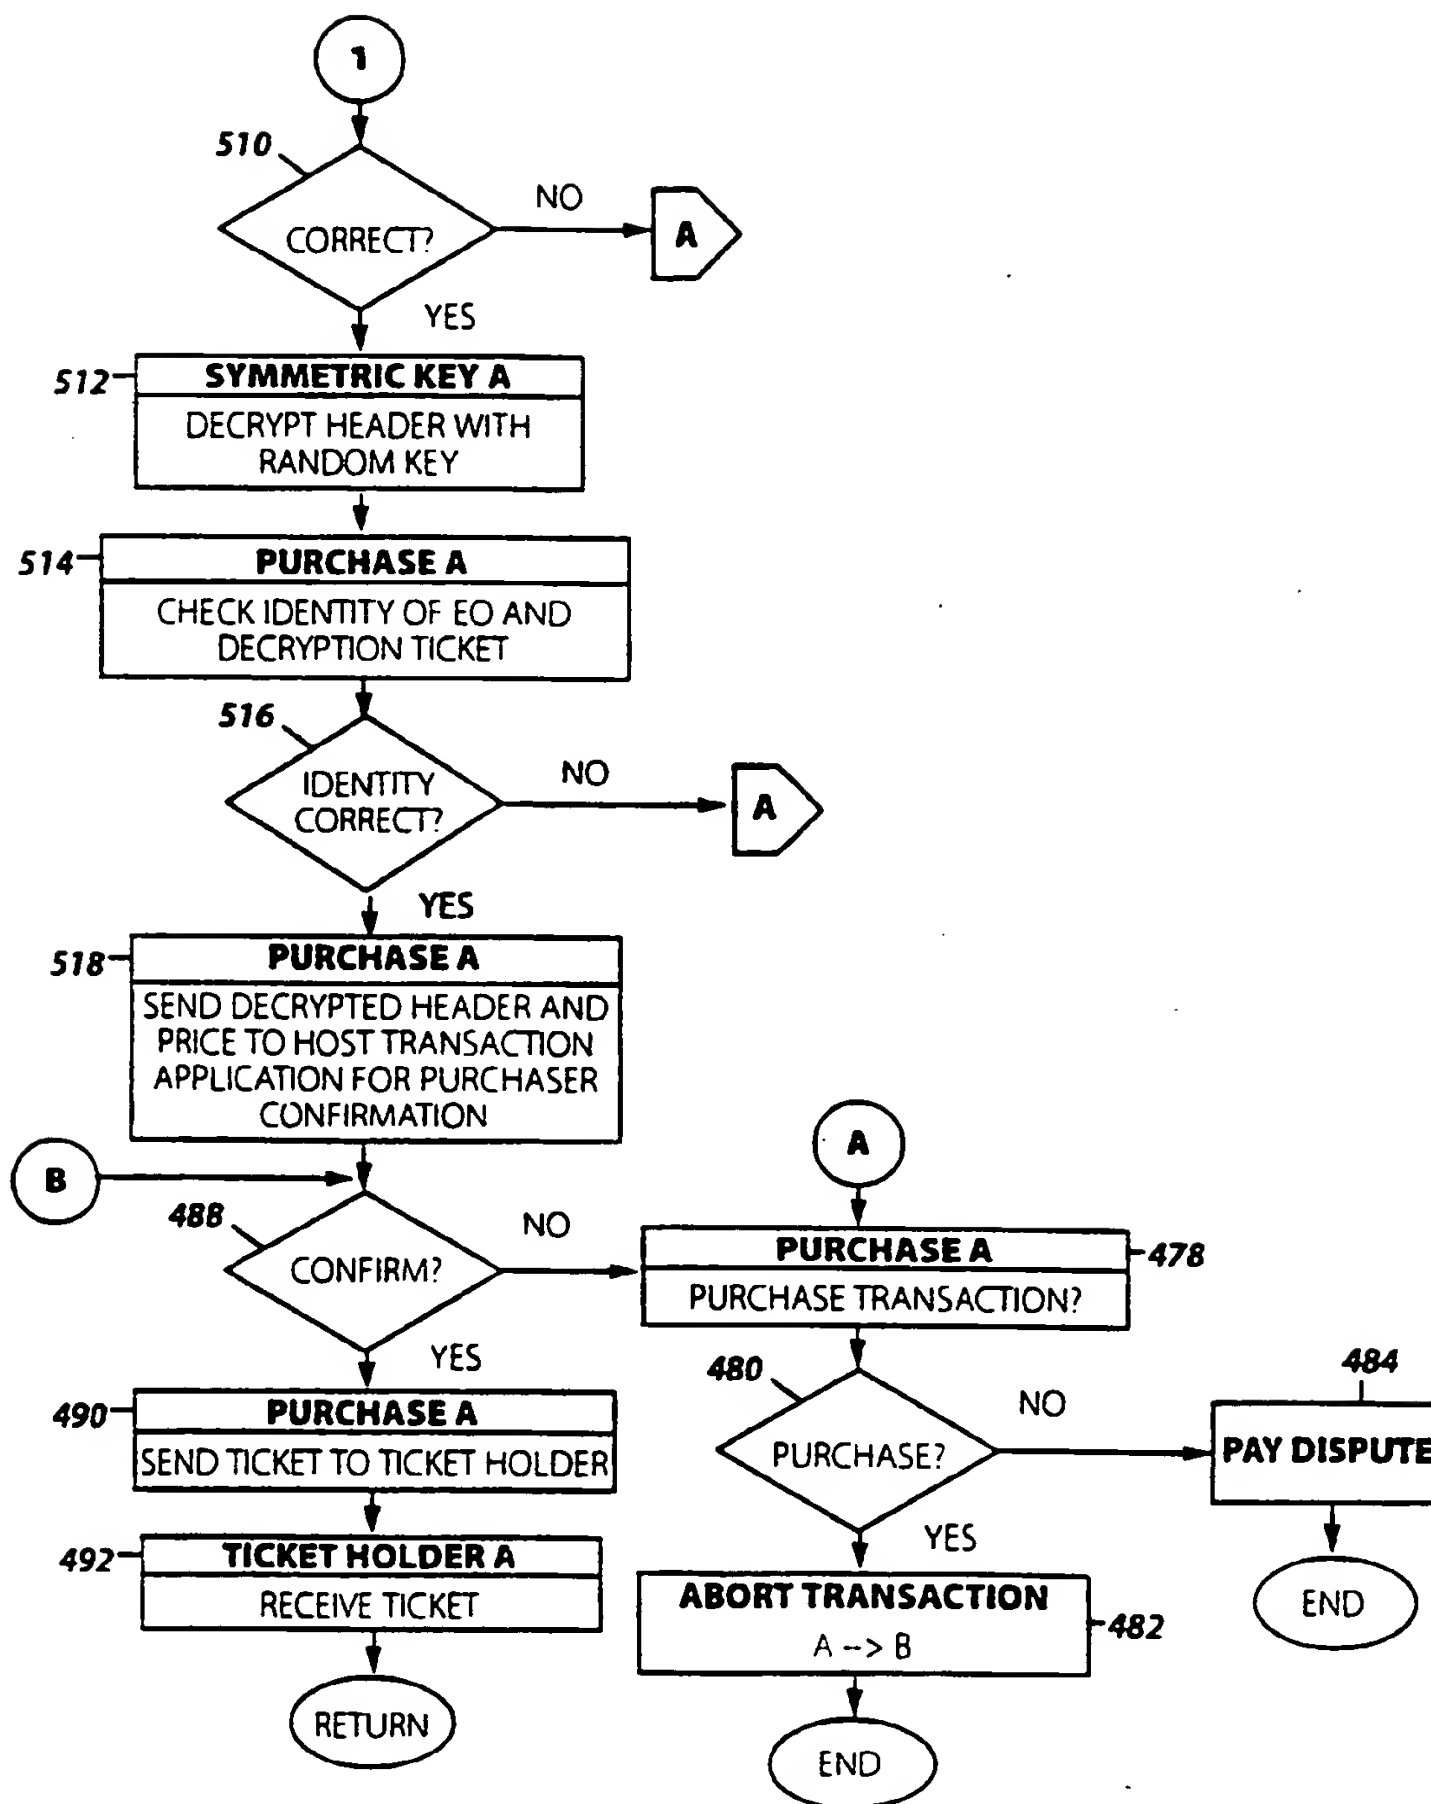 1
510
CORRECT?
NO
A
YES
512
SYMMETRIC KEY A
DECRYPT HEADER WITH
RANDOM KEY
514
PURCHASE A
CHECK IDENTITY OF EO AND
DECRYPTION TICKET
516
IDENTITY
CORRECT?
NO
A
YES
518
PURCHASE A
SEND DECRYPTED HEADER AND
PRICE TO HOST TRANSACTION
APPLICATION FOR PURCHASER
CONFIRMATION
B
488
CONFIRM?
NO
YES
490
PURCHASE A
SEND TICKET TO TICKET HOLDER
492
TICKET HOLDER A
RECEIVE TICKET
RETURN
A
PURCHASE A
478
PURCHASE TRANSACTION?
480
PURCHASE?
NO
484
PAY DISPUTE
END
YES
ABORT TRANSACTION
A --> B
482
END